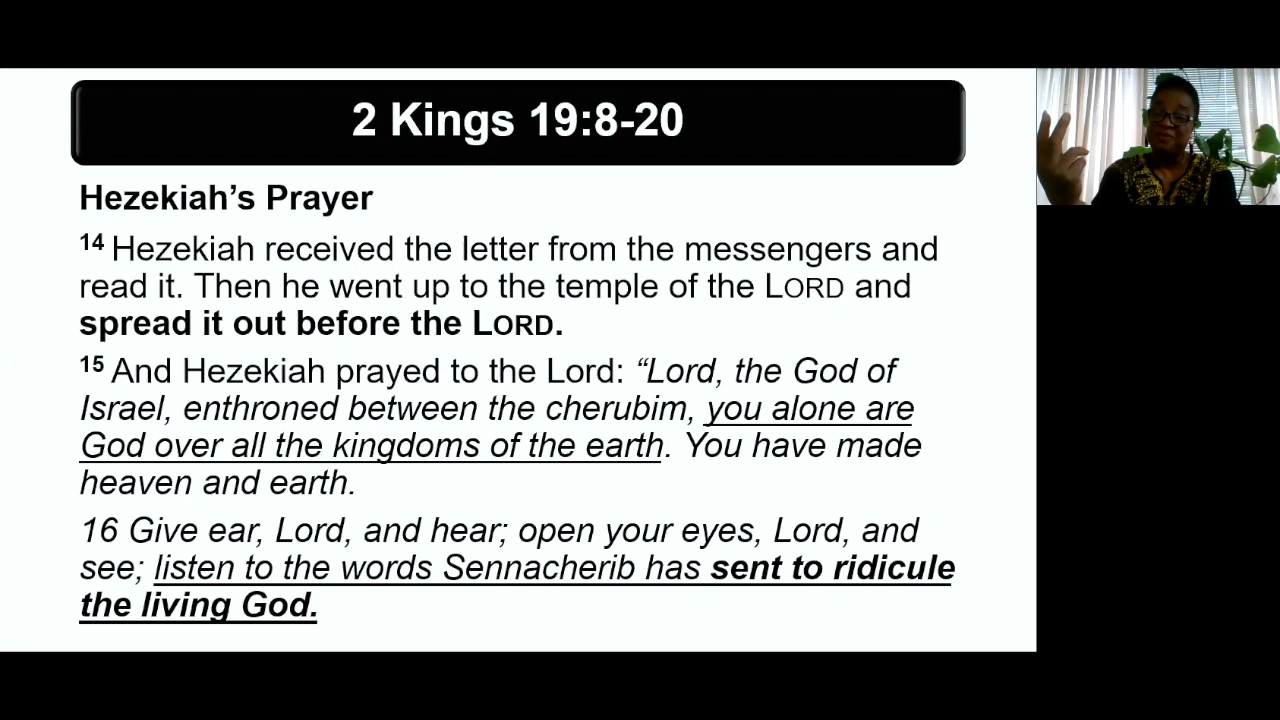 2 Kings 19:8-20
Hezekiah’s Prayer
14 Hezekiah received the letter from the messengers and
read it. Then he went up to the temple of the LORD and
spread it out before the LORD.
15 And Hezekiah prayed to the Lord: “Lord, the God of
Israel, enthroned between the cherubim, you alone are
God over all the kingdoms of the earth. You have made
heaven and earth.
16 Give ear, Lord, and hear; open your eyes, Lord, and
see; listen to the words Sennacherib has sent to ridicule
the living God.